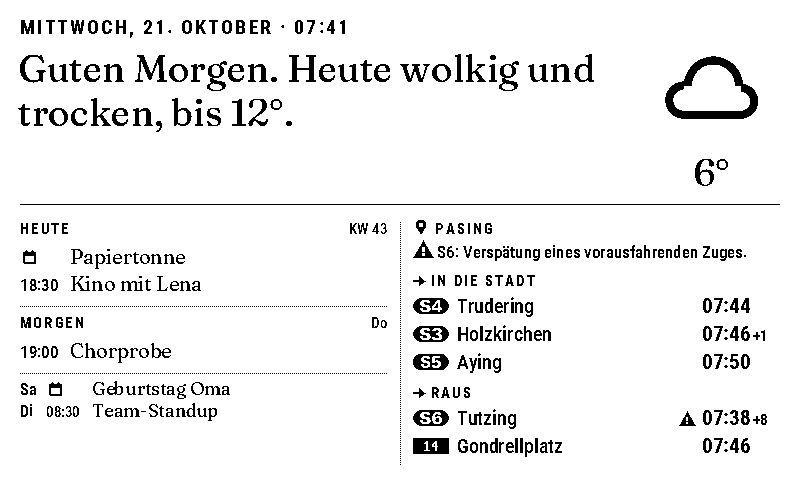 MITTWOCH, 21. OKTOBER · 07:41
Guten Morgen. Heute wolkig und
trocken, bis 12°.
6°
HEUTE KW 43
Papiertonne
18:30 Kino mit Lena
MORGEN Do
19:00 Chorprobe
Sa Geburtstag Oma
Di 08:30 Team-Standup
PASING
S6: Verspätung eines vorausfahrenden Zuges.
→ IN DIE STADT
S4 Trudering 07:44
S3 Holzkirchen 07:46 +1
S5 Aying 07:50
→ RAUS
S6 Tutzing 07:38 +8
14 Gondrellplatz 07:46